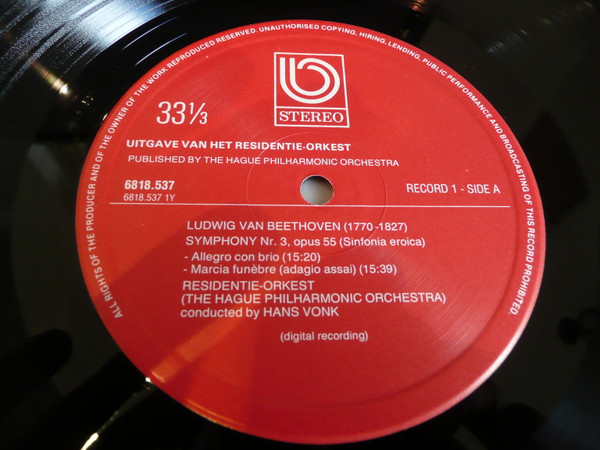 ALL RIGHTS OF THE PRODUCER AND OF THE OWNER OF THE WORK REPRODUCED RESERVED. UNAUTHORISED COPYING, HIRING, LENDING, PUBLIC PERFORMANCE AND BROADCASTING OF THIS RECORD PROHIBITED.
b
STEREO
33⅓
UITGAVE VAN HET RESIDENTIE-ORKEST
PUBLISHED BY THE HAGUE PHILHARMONIC ORCHESTRA
6818.537
6818.537 1Y
RECORD 1 - SIDE A
LUDWIG VAN BEETHOVEN (1770-1827)
SYMPHONY Nr. 3, opus 55 (Sinfonia eroica)
- Allegro con brio (15:20)
- Marcia funèbre (adagio assai) (15:39)
RESIDENTIE-ORKEST
(THE HAGUE PHILHARMONIC ORCHESTRA)
conducted by HANS VONK
(digital recording)